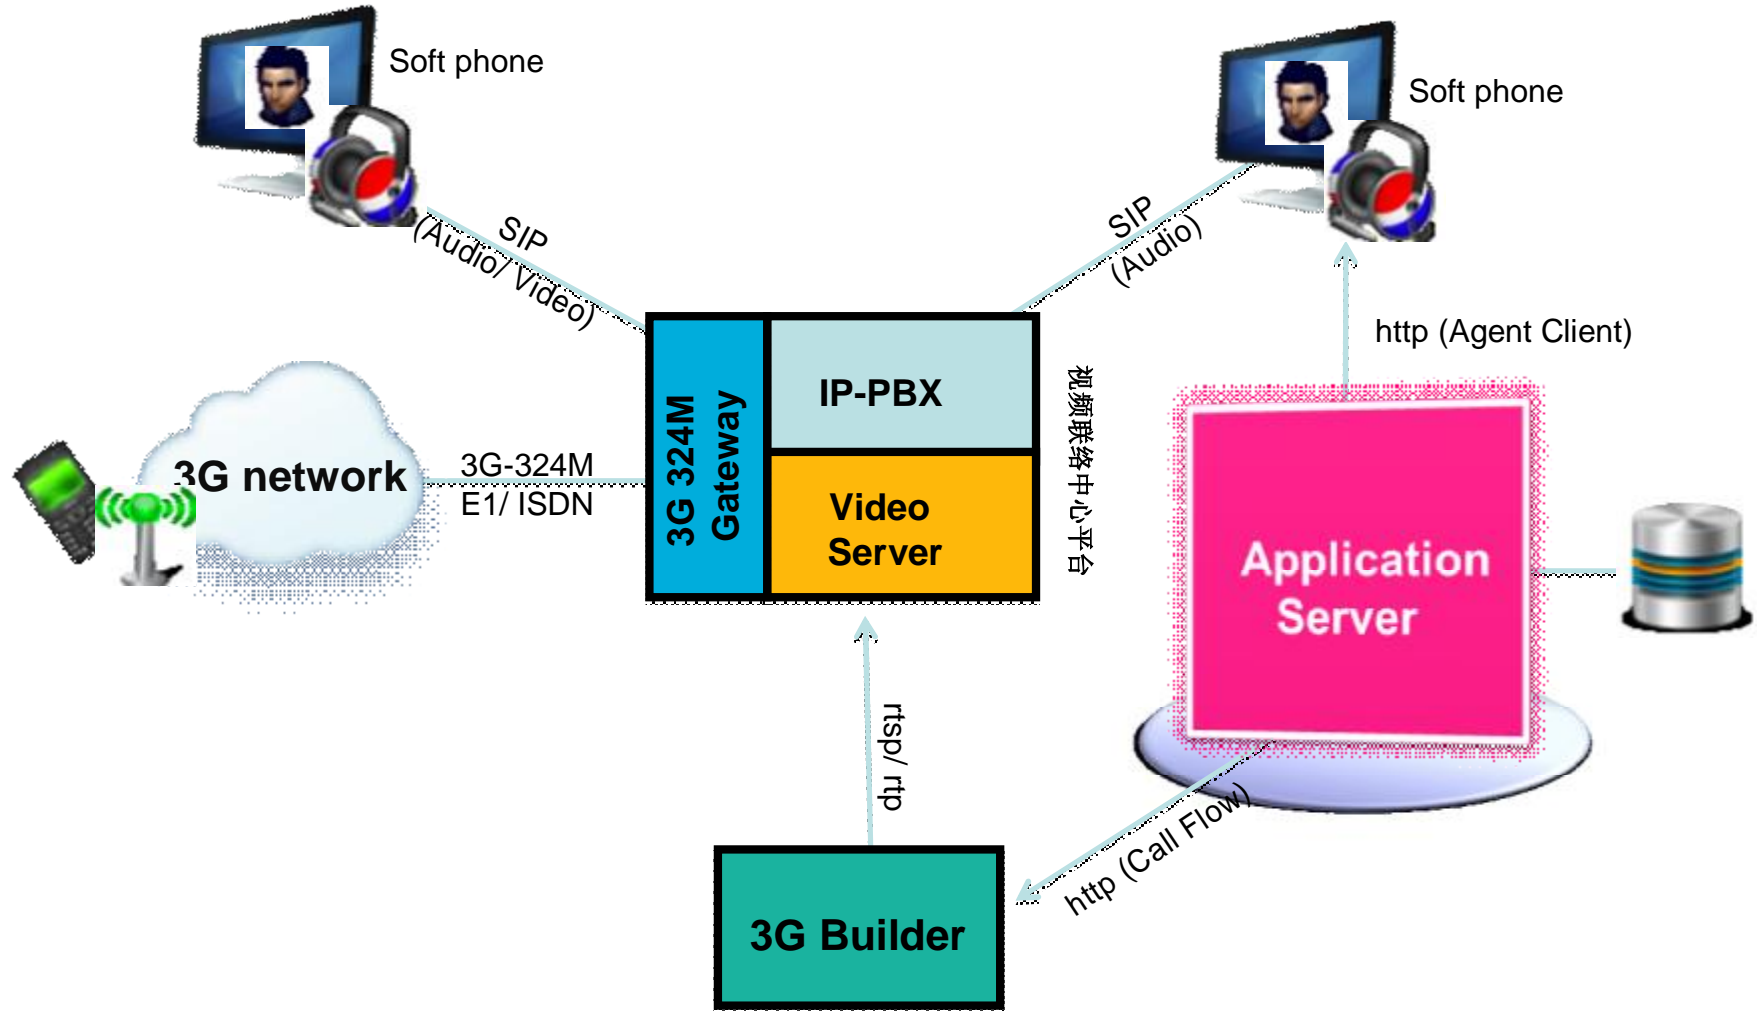 Soft phone
Soft phone
SIP
(Audio/ Video)
SIP
(Audio)
http (Agent Client)
3G network
3G-324M
E1/ ISDN
3G 324M
Gateway
IP-PBX
Video
Server
视频联络中心平台
Application
Server
rtsp/ rtp
http (Call Flow)
3G Builder